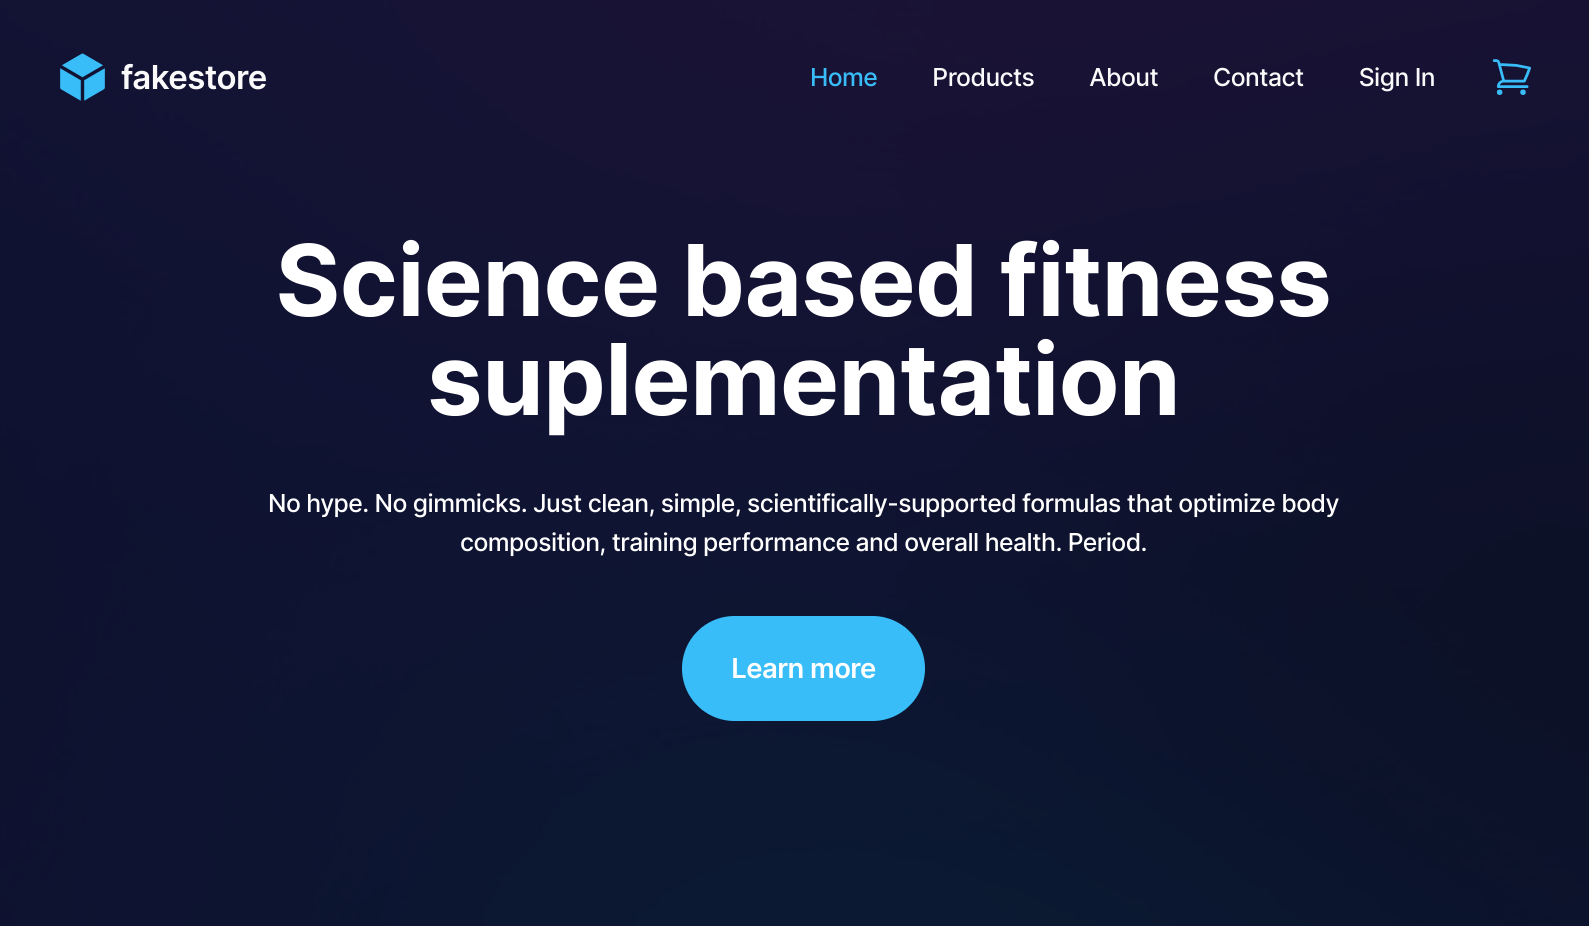 fakestore
Home Products About Contact Sign In
Science based fitness
suplementation
No hype. No gimmicks. Just clean, simple, scientifically-supported formulas that optimize body
composition, training performance and overall health. Period.
Learn more